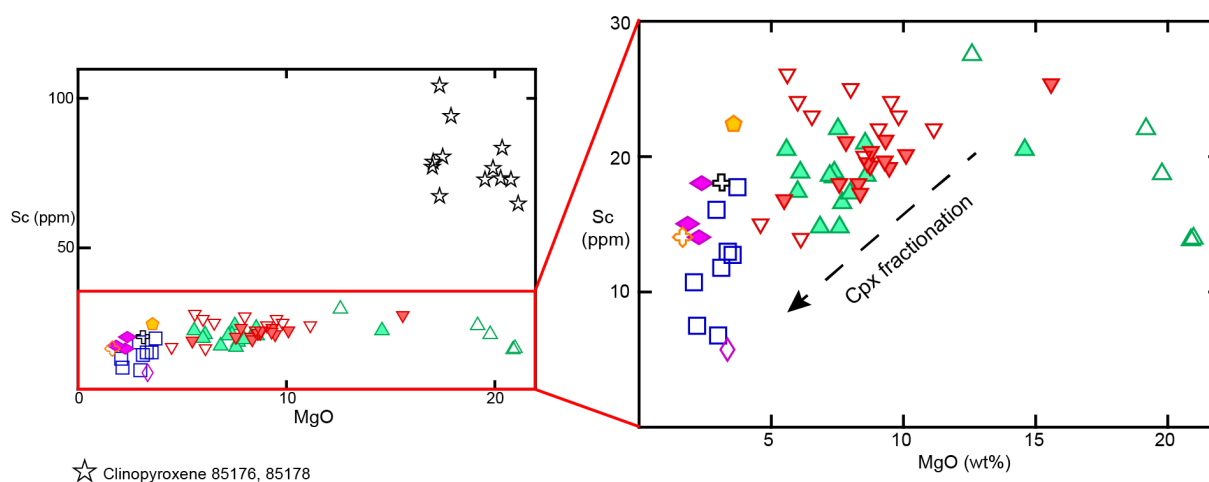 100
Sc (ppm)
50
0
10
20
MgO
Clinopyroxene 85176, 85178
30
20
Sc
(ppm)
10
Cpx fractionation
5
10
15
20
MgO (wt%)